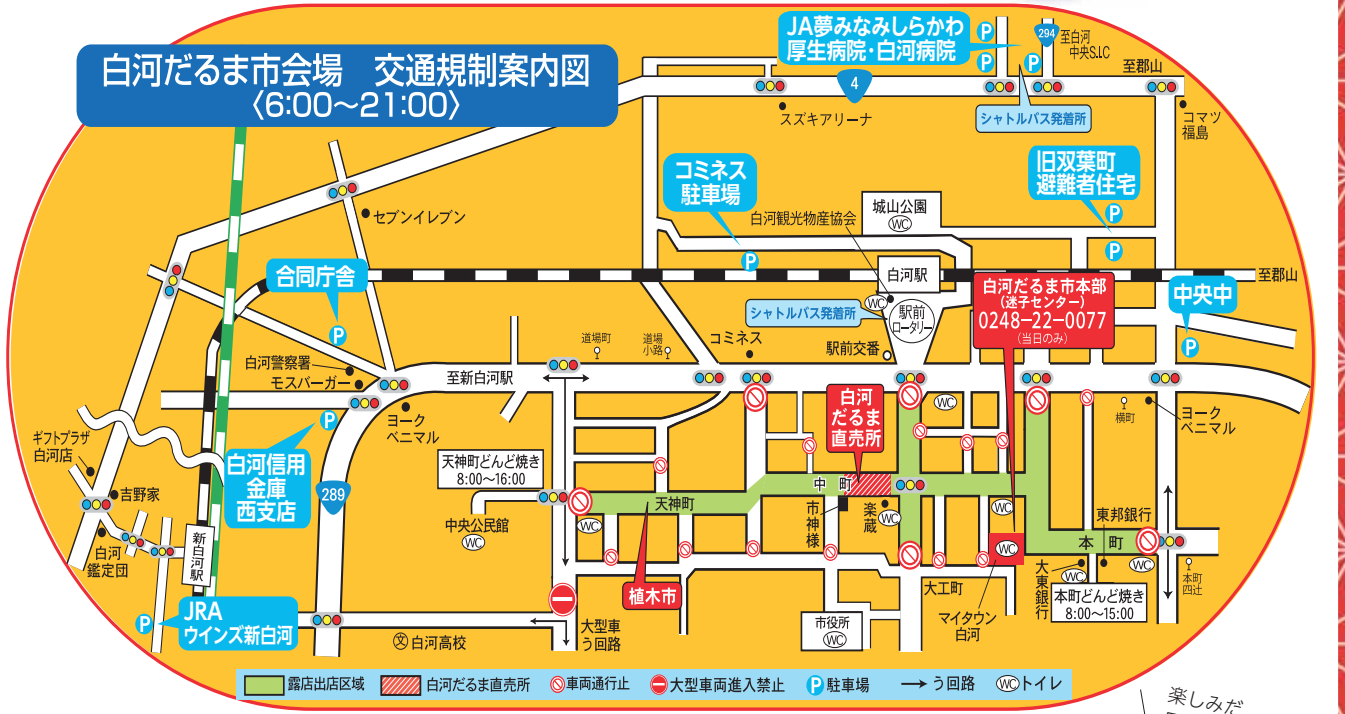 白河だるま市会場　交通規制案内図
〈6:00～21:00〉
JA夢みなみしらかわ
厚生病院・白河病院
P
P
P
294
至白河
中央S.I.C
至郡山
4
シャトルバス発着所
スズキアリーナ
コマツ
福島
コミネス
駐車場
P
旧双葉町
避難者住宅
P
P
城山公園
WC
白河観光物産協会
セブンイレブン
白河駅
至郡山
合同庁舎
P
白河だるま市本部
(迷子センター)
0248-22-0077
(当日のみ)
中央中
P
シャトルバス発着所
WC
駅前
ロータリー
道場町
道場
小路
コミネス
駅前交番
白河警察署
モスバーガー
至新白河駅
P
ヨーク
ベニマル
白河
だるま
直売所
WC
横町
ヨーク
ベニマル
ギフトプラザ
白河店
吉野家
白河信用
金庫
西支店
289
天神町どんど焼き
8:00～16:00
天神町
中町
中央公民館
WC
WC
市神様
楽蔵
WC
WC
東邦銀行
本町
白河
鑑定団
新白河駅
植木市
大工町
WC
マイタウン
白河
大東銀行
WC
WC
本町
四辻
本町どんど焼き
8:00～15:00
P
JRA
ウインズ新白河
文
白河高校
大型車
う回路
市役所
WC
露店出店区域
白河だるま直売所
車両通行止
大型車両進入禁止
P
駐車場
う回路
WC
トイレ
楽しみだ